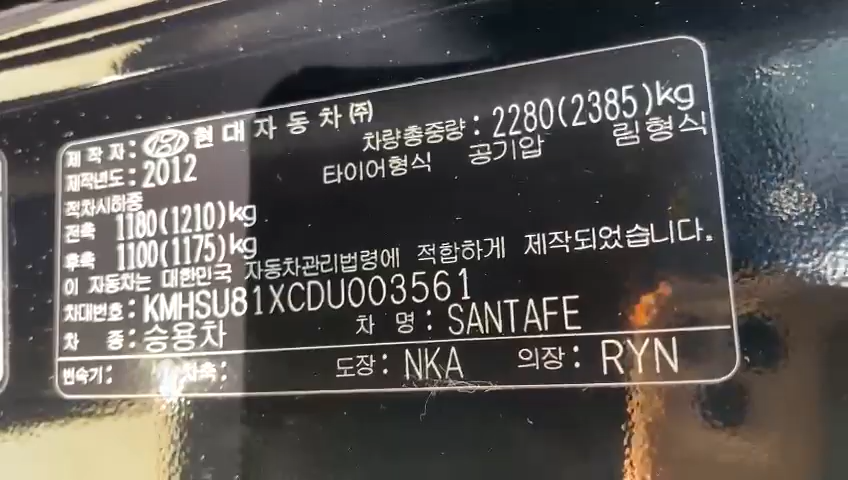 제작자: 현대자동차(주)
제작년도: 2012 차량총중량: 2280(2385)kg
타이어형식 공기압 림형식
적차시하중
전축 1180(1210)kg
후축 1100(1175)kg
이 자동차는 대한민국 자동차관리법령에 적합하게 제작되었습니다.
차대번호: KMHSU81XCDU003561
차 종: 승용차 차 명: SANTAFE
변속기: 차축: 도장: NKA 의장: RYN